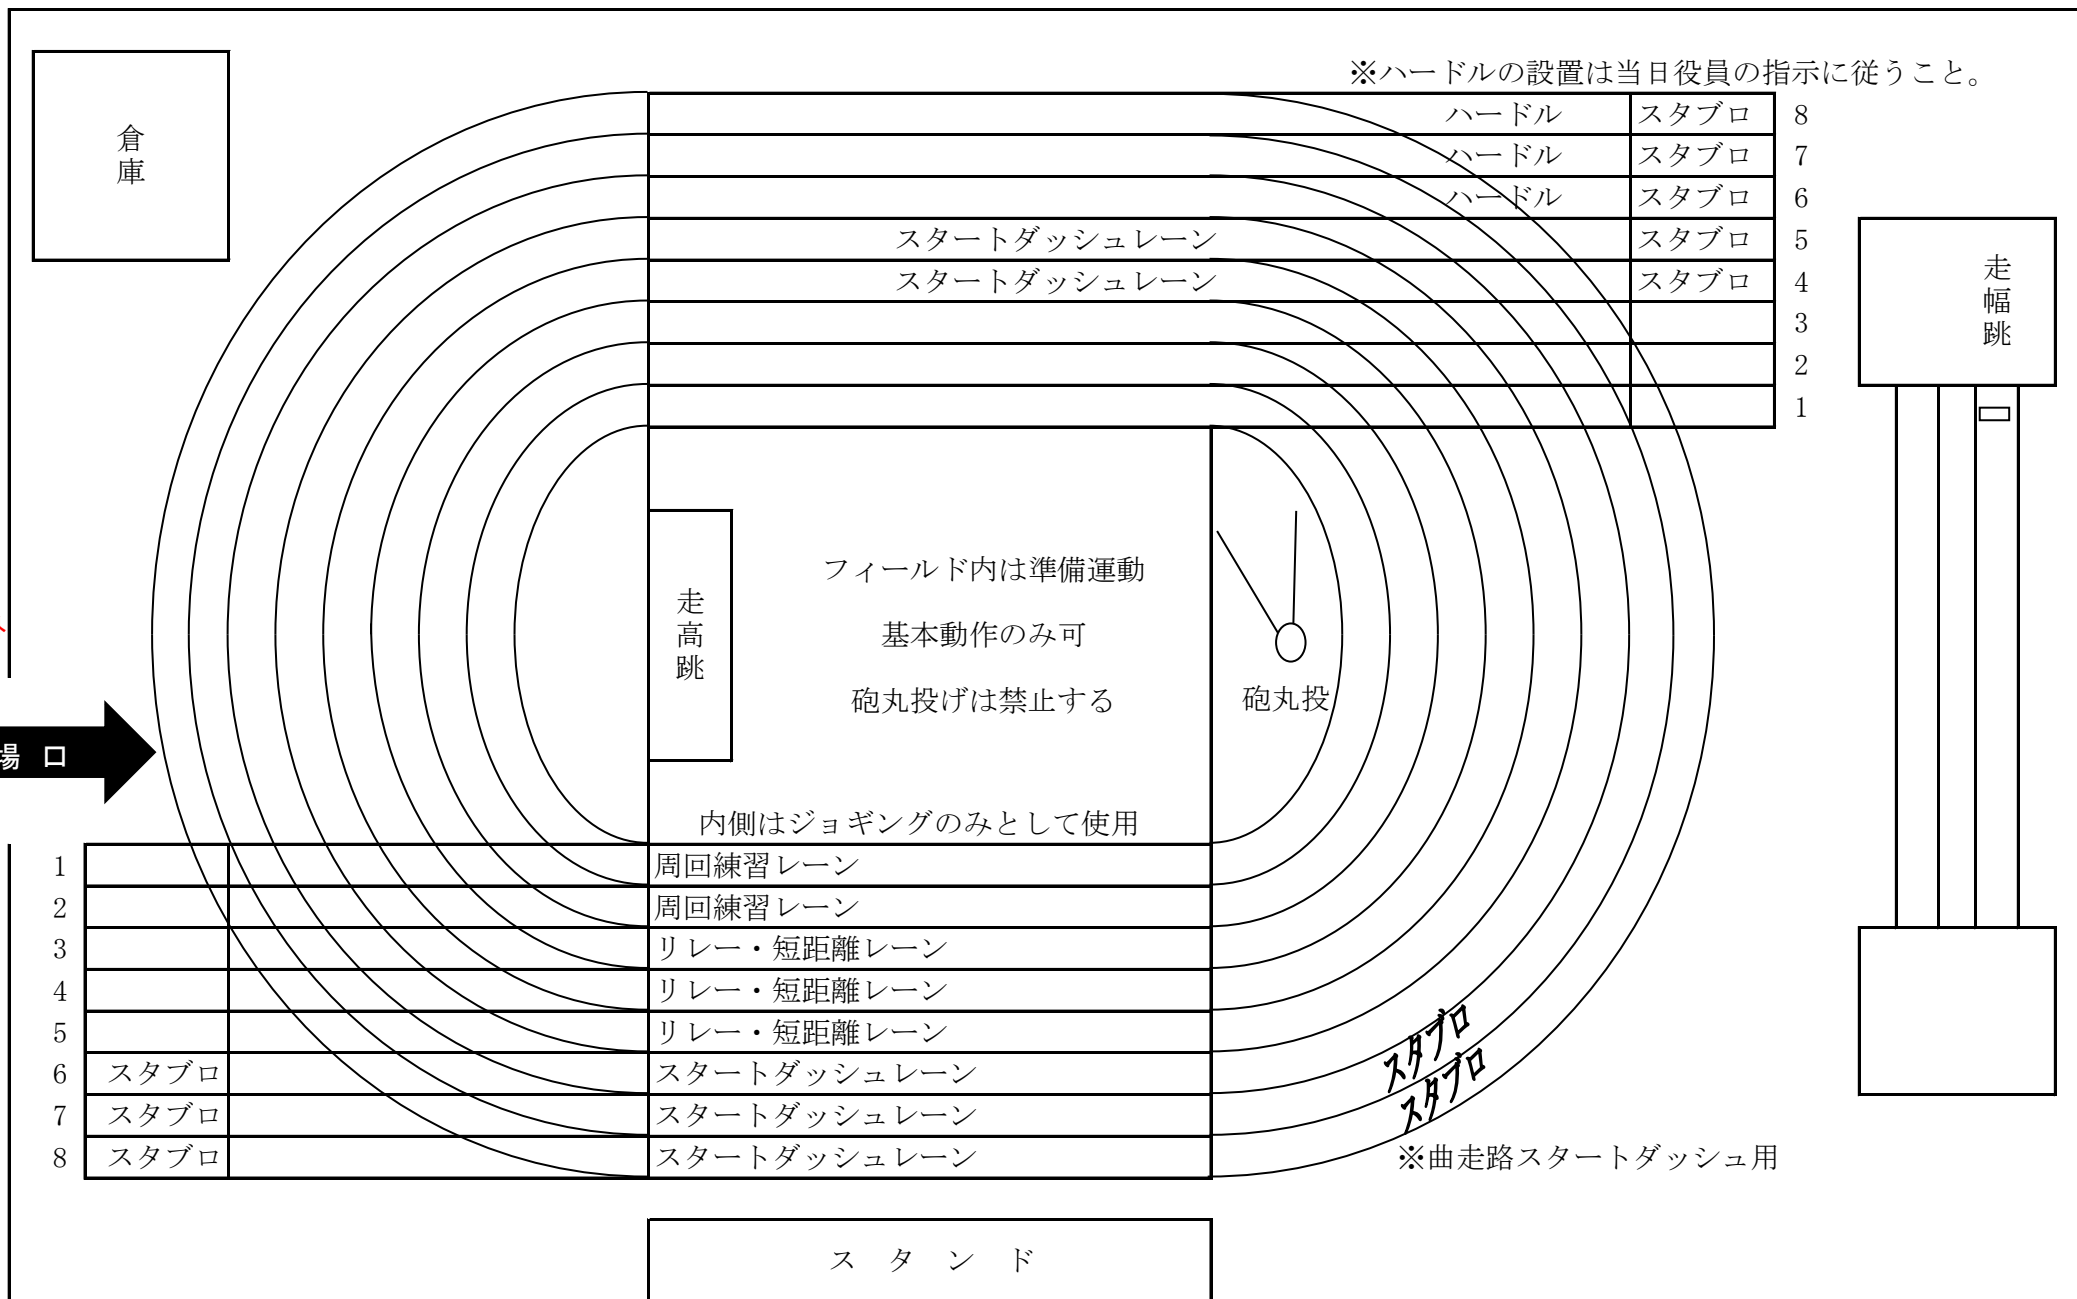 ※ハードルの設置は当日役員の指示に従うこと。
倉庫
ハードル スタブロ 8
ハードル スタブロ 7
ハードル スタブロ 6
スタートダッシュレーン スタブロ 5
スタートダッシュレーン スタブロ 4
3
2
1
走幅跳
走高跳
フィールド内は準備運動
基本動作のみ可
砲丸投げは禁止する
砲丸投
場 口
内側はジョギングのみとして使用
1 周回練習レーン
2 周回練習レーン
3 リレー・短距離レーン
4 リレー・短距離レーン
5 リレー・短距離レーン
6 スタブロ スタートダッシュレーン
7 スタブロ スタートダッシュレーン
8 スタブロ スタートダッシュレーン
スタブロ
スタブロ
※曲走路スタートダッシュ用
スタンド